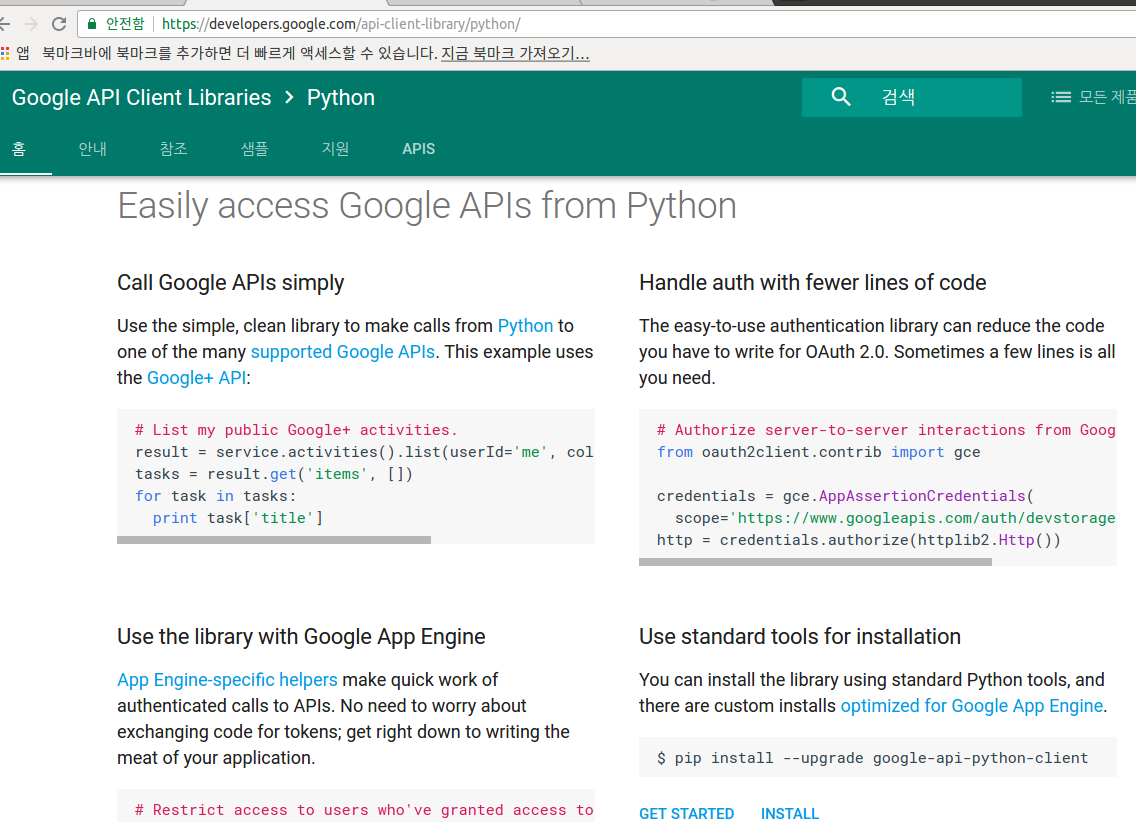 안전함 https://developers.google.com/api-client-library/python/
앱 북마크바에 북마크를 추가하면 더 빠르게 액세스할 수 있습니다. 지금 북마크 가져오기...
Google API Client Libraries > Python
검색
모든 제품
홈 안내 참조 샘플 지원 APIS
Easily access Google APIs from Python
Call Google APIs simply
Use the simple, clean library to make calls from Python to
one of the many supported Google APIs. This example uses
the Google+ API:
# List my public Google+ activities.
result = service.activities().list(userId='me', col
tasks = result.get('items', [])
for task in tasks:
  print task['title']
Handle auth with fewer lines of code
The easy-to-use authentication library can reduce the code
you have to write for OAuth 2.0. Sometimes a few lines is all
you need.
# Authorize server-to-server interactions from Goog
from oauth2client.contrib import gce
credentials = gce.AppAssertionCredentials(
  scope='https://www.googleapis.com/auth/devstorage
http = credentials.authorize(httplib2.Http())
Use the library with Google App Engine
App Engine-specific helpers make quick work of
authenticated calls to APIs. No need to worry about
exchanging code for tokens; get right down to writing the
meat of your application.
# Restrict access to users who've granted access to
Use standard tools for installation
You can install the library using standard Python tools, and
there are custom installs optimized for Google App Engine.
$ pip install --upgrade google-api-python-client
GET STARTED INSTALL